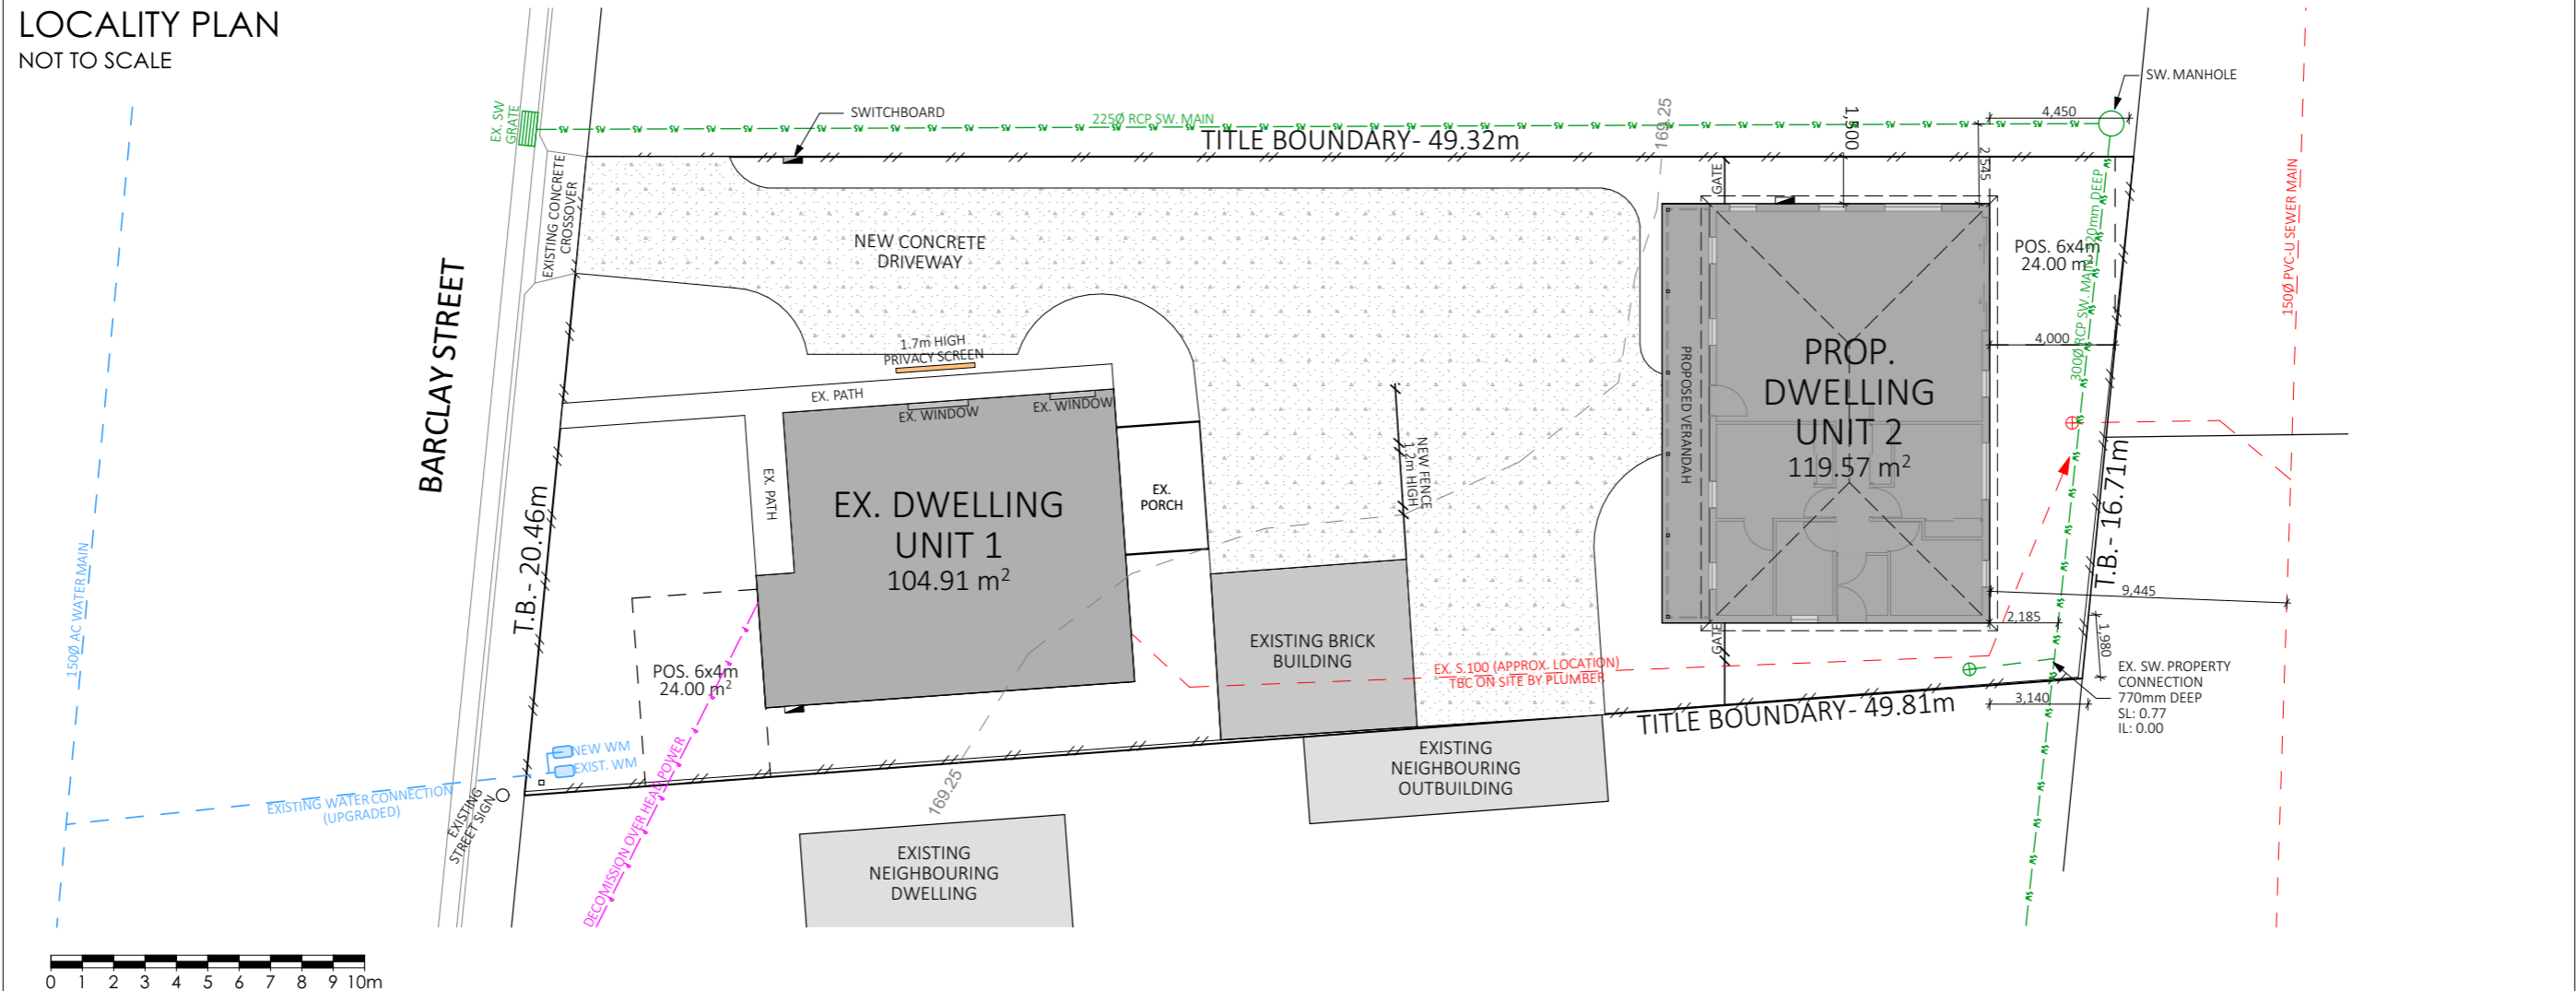 LOCALITY PLAN
NOT TO SCALE
EX. SW
GRATE
SWITCHBOARD
225Ø RCP SW. MAIN
TITLE BOUNDARY- 49.32m
169.25
1,500
4,450
SW. MANHOLE
2,545
GATE
EXISTING CONCRETE
CROSSOVER
NEW CONCRETE
DRIVEWAY
POS. 6x4m
24.00 m²
150Ø PVC-U SEWER MAIN
BARCLAY STREET
1.7m HIGH
PRIVACY SCREEN
EX. PATH
EX. WINDOW
EX. WINDOW
PROPOSED VERANDAH
PROP.
DWELLING
UNIT 2
119.57 m²
4,000
EX. PATH
EX. DWELLING
UNIT 1
104.91 m²
EX.
PORCH
NEW FENCE
1.2m HIGH
T.B.- 20.46m
T.B.- 16.71m
150Ø AC WATER MAIN
9,445
2,185
1,980
EXISTING BRICK
BUILDING
GATE
EX. S.100 (APPROX. LOCATION)
TBC ON SITE BY PLUMBER
POS. 6x4m
24.00 m²
EX. SW. PROPERTY
CONNECTION
770mm DEEP
SL: 0.77
IL: 0.00
3,140
TITLE BOUNDARY- 49.81m
NEW WM
EXIST. WM
EXISTING WATER CONNECTION
(UPGRADED)
EXISTING
STREET SIGN
DECOMISSION OVER HEAD POWER
169.25
EXISTING
NEIGHBOURING
OUTBUILDING
EXISTING
NEIGHBOURING
DWELLING
300Ø RCP SW. MAIN
DEEP
0 1 2 3 4 5 6 7 8 9 10m